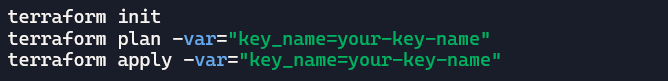 terraform init
terraform plan -var="key_name=your-key-name"
terraform apply -var="key_name=your-key-name"